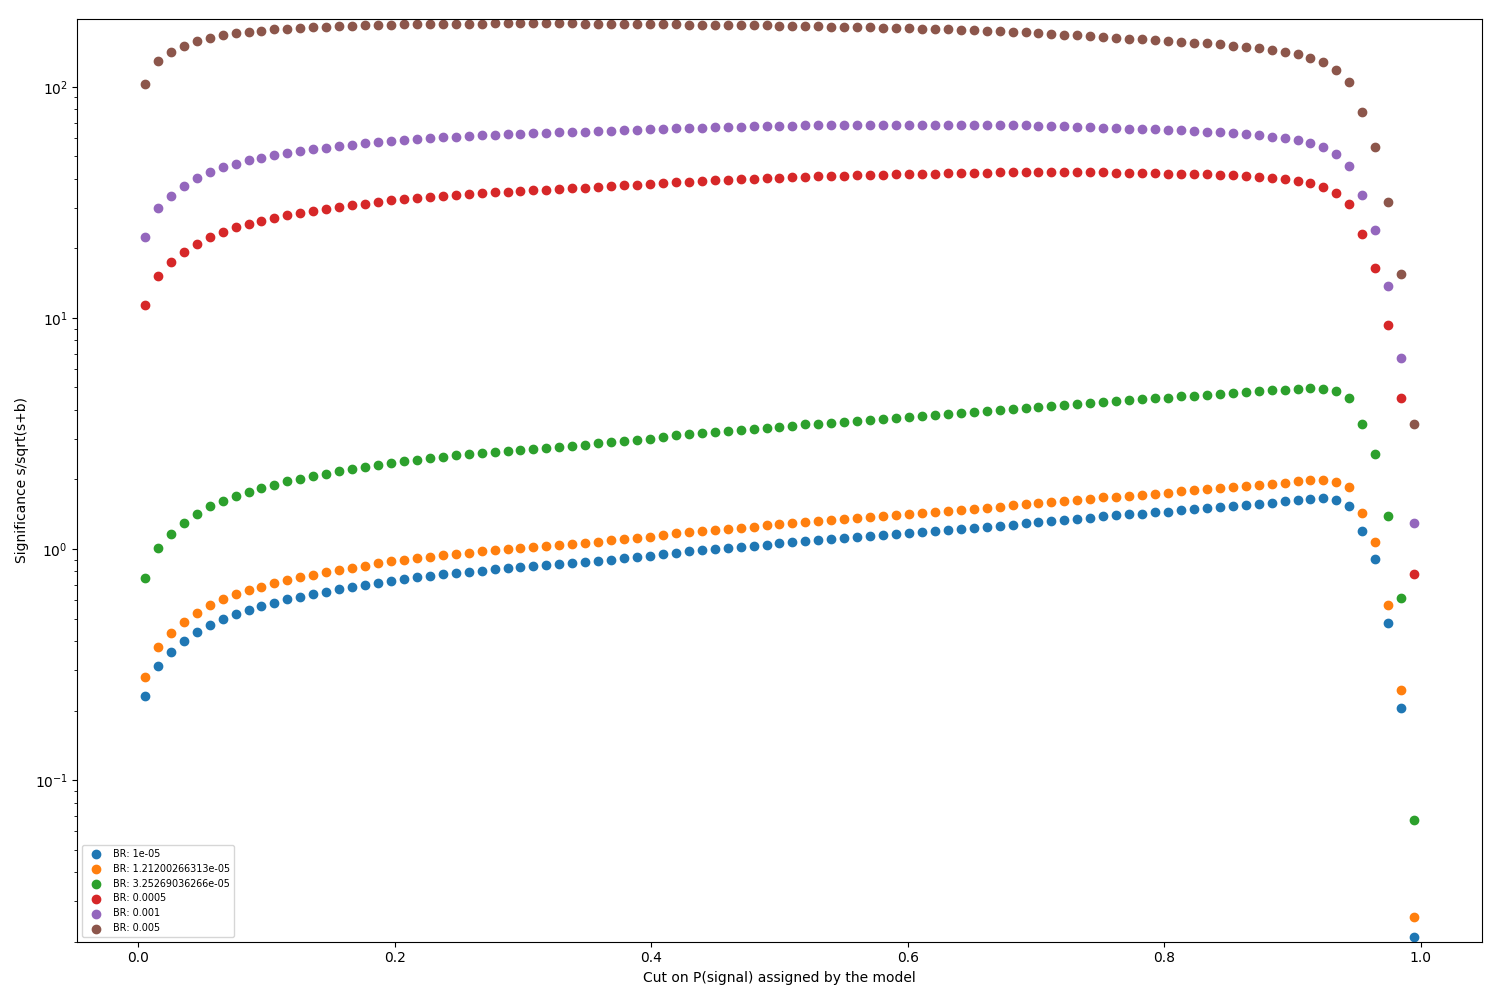 Significance s/sqrt(s+b)
10²
10¹
10⁰
10⁻¹
BR: 1e-05
BR: 1.21200266313e-05
BR: 3.25269036266e-05
BR: 0.0005
BR: 0.001
BR: 0.005
0.0 0.2 0.4 0.6 0.8 1.0
Cut on P(signal) assigned by the model